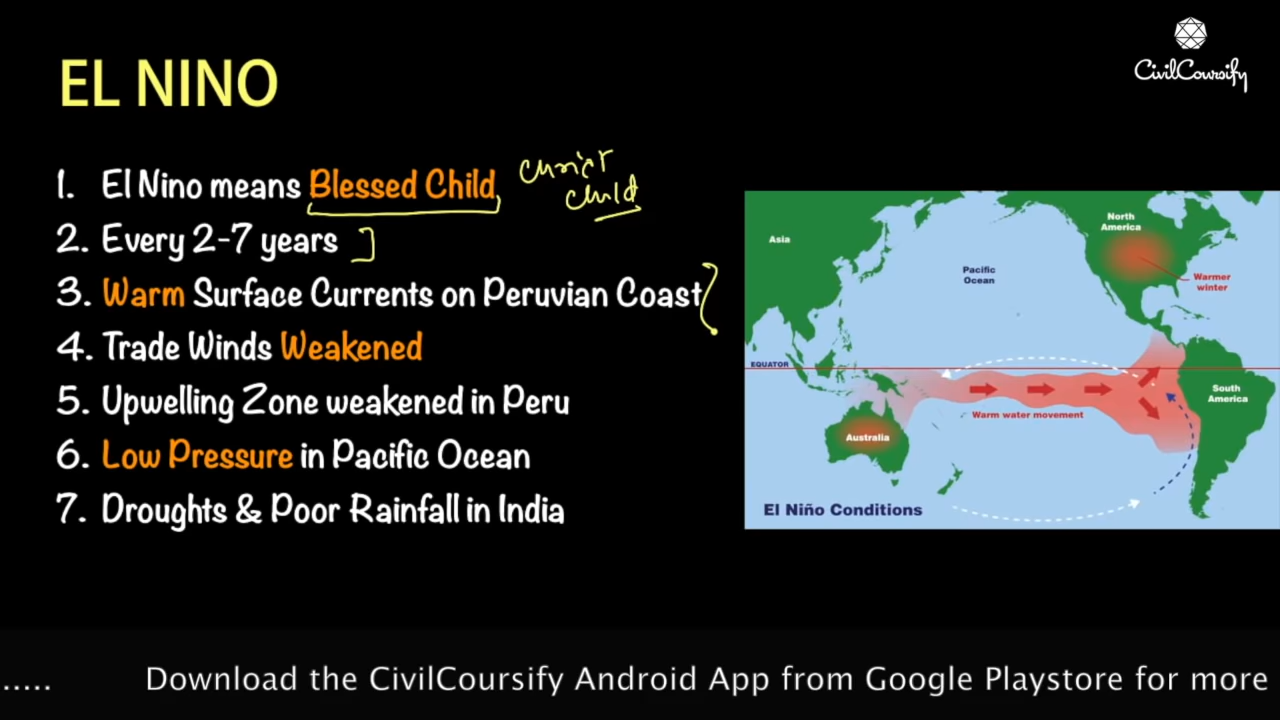 CivilCoursify
EL NINO
1. El Nino means Blessed Child
Christ
Child
2. Every 2-7 years
3. Warm Surface Currents on Peruvian Coast
4. Trade Winds Weakened
5. Upwelling Zone weakened in Peru
6. Low Pressure in Pacific Ocean
7. Droughts & Poor Rainfall in India
Asia
North
America
Pacific
Ocean
Warmer
winter
EQUATOR
South
America
Warm water movement
Australia
El Niño Conditions
..... Download the CivilCoursify Android App from Google Playstore for more